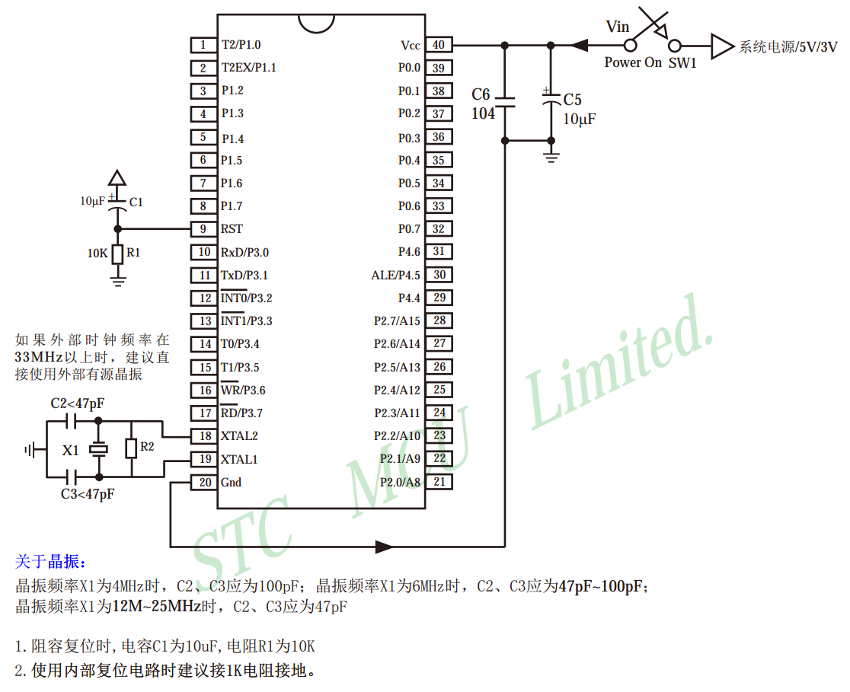 Vin
Power On SW1
系统电源/5V/3V
1 T2/P1.0
2 T2EX/P1.1
3 P1.2
4 P1.3
5 P1.4
6 P1.5
7 P1.6
8 P1.7
9 RST
10 RxD/P3.0
11 TxD/P3.1
12 INT0/P3.2
13 INT1/P3.3
14 T0/P3.4
15 T1/P3.5
16 WR/P3.6
17 RD/P3.7
18 XTAL2
19 XTAL1
20 Gnd
Vcc 40
P0.0 39
P0.1 38
P0.2 37
P0.3 36
P0.4 35
P0.5 34
P0.6 33
P0.7 32
P4.6 31
ALE/P4.5 30
P4.4 29
P2.7/A15 28
P2.6/A14 27
P2.5/A13 26
P2.4/A12 25
P2.3/A11 24
P2.2/A10 23
P2.1/A9 22
P2.0/A8 21
C6
104
+
C5
10μF
10μF + C1
10K R1
如果外部时钟频率在
33MHz以上时，建议直
接使用外部有源晶振
C2<47pF
X1
R2
C3<47pF
STC MCU Limited.
关于晶振:
晶振频率X1为4MHz时，C2、C3应为100pF；晶振频率X1为6MHz时，C2、C3应为47pF~100pF；
晶振频率X1为12M~25MHz时，C2、C3应为47pF
1.阻容复位时,电容C1为10uF,电阻R1为10K
2.使用内部复位电路时建议接1K电阻接地。